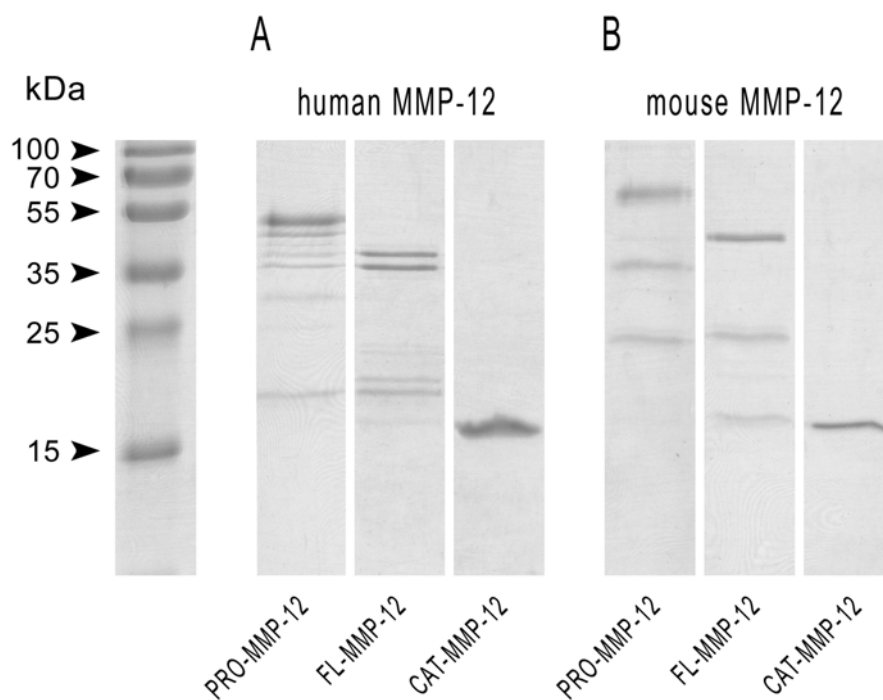 A
B
kDa
human MMP-12
mouse MMP-12
100
70
55
35
25
15
PRO-MMP-12
FL-MMP-12
CAT-MMP-12
PRO-MMP-12
FL-MMP-12
CAT-MMP-12